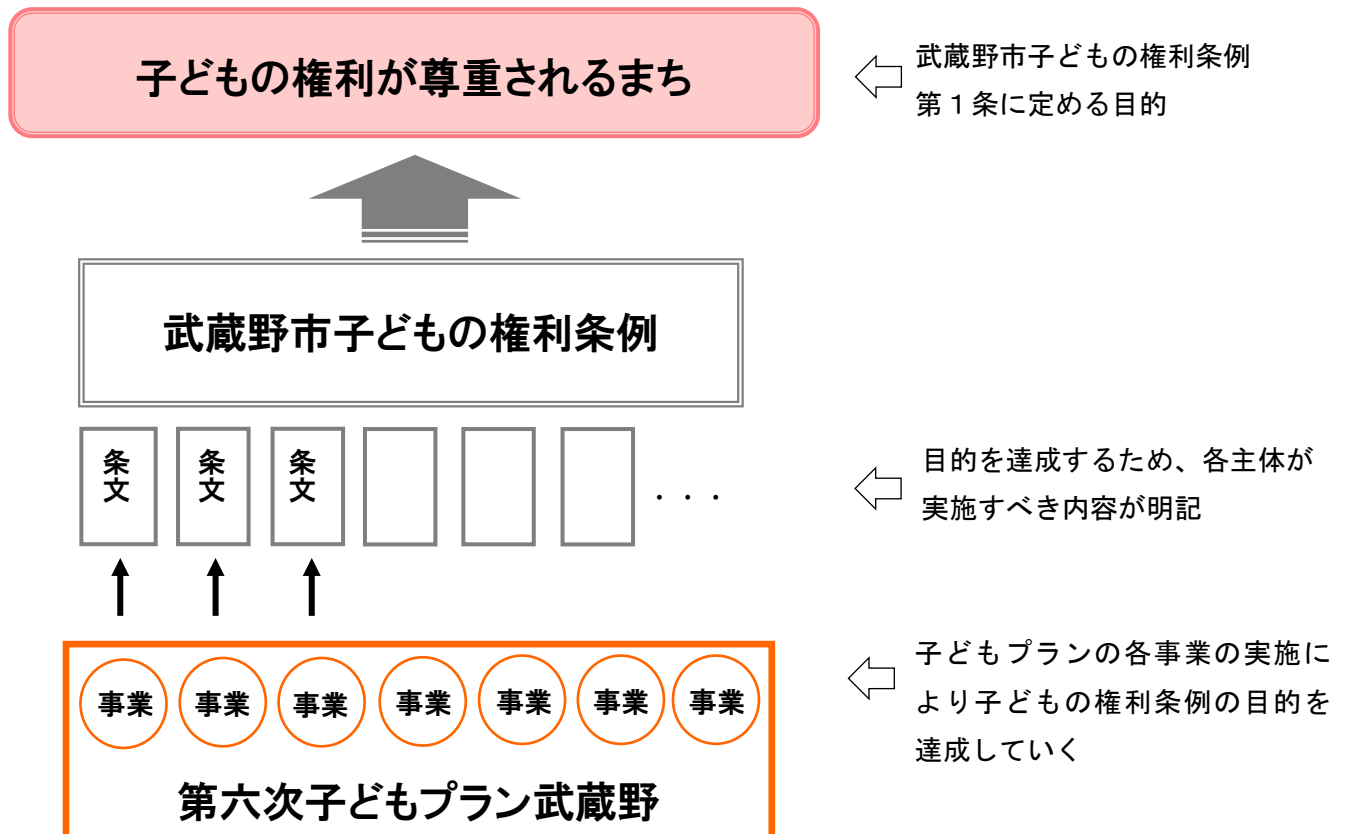 子どもの権利が尊重されるまち
武蔵野市子どもの権利条例
第1条に定める目的
武蔵野市子どもの権利条例
条文
条文
条文
・・・
目的を達成するため、各主体が
実施すべき内容が明記
事業
事業
事業
事業
事業
事業
事業
子どもプランの各事業の実施に
より子どもの権利条例の目的を
達成していく
第六次子どもプラン武蔵野